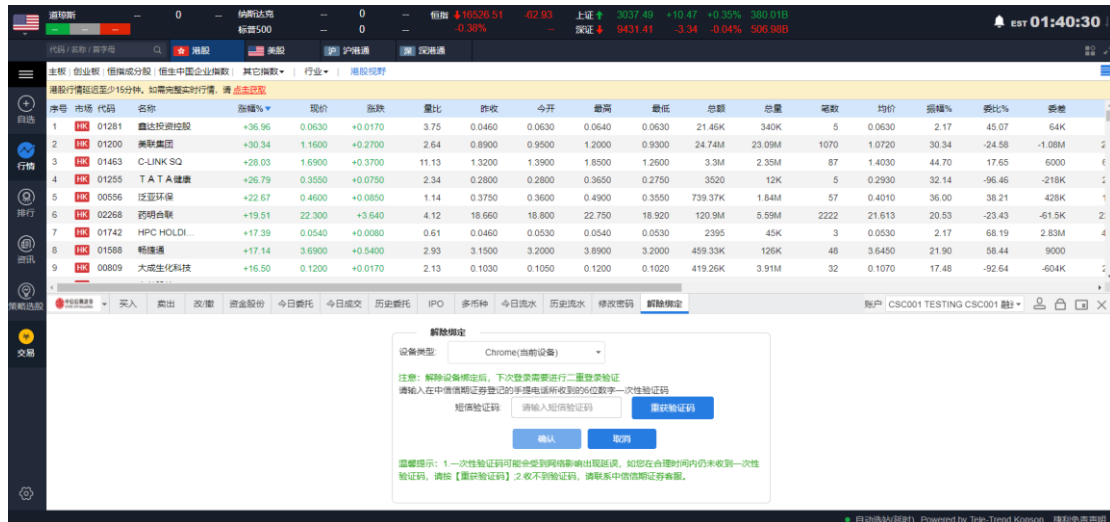 道琼斯 -- 0 -- 纳斯达克 -- 0 -- 恒指 16526.51 -62.93 上证 3037.49 +10.47 +0.35% 380.01B
-- -- -- 标普500 -- 0 -- -0.38% -- 深证 9431.41 -3.34 -0.04% 506.98B
EST 01:40:30
代码 / 名称 / 首字母 港股 美股 沪 沪港通 深 深港通
主板 创业板 恒指成分股 恒生中国企业指数 其它指数 行业 港股视野
港股行情延迟至少15分钟。如需完整实时行情，请 点击获取
序号 市场 代码 名称 涨幅% 现价 涨跌 量比 昨收 今开 最高 最低 总额 总量 笔数 均价 振幅% 委比% 委差
1 HK 01281 鑫达投资控股 +36.96 0.0630 +0.0170 3.75 0.0460 0.0630 0.0640 0.0630 21.46K 340K 5 0.0630 2.17 45.07 64K
2 HK 01200 美联集团 +30.34 1.1600 +0.2700 2.64 0.8900 0.9500 1.2000 0.9300 24.74M 23.09M 1070 1.0720 30.34 -24.58 -1.08M
3 HK 01463 C-LINK SQ +28.03 1.6900 +0.3700 11.13 1.3200 1.3900 1.8500 1.2600 3.3M 2.35M 87 1.4030 44.70 17.65 6000
4 HK 01255 T A T A 健康 +26.79 0.3550 +0.0750 2.34 0.2800 0.2800 0.3650 0.2750 3520 12K 5 0.2930 32.14 -96.46 -218K
5 HK 00556 泛亚环保 +22.67 0.4600 +0.0850 1.14 0.3750 0.3600 0.4900 0.3550 739.37K 1.84M 57 0.4010 36.00 38.21 428K
6 HK 02268 药明合联 +19.51 22.300 +3.640 4.12 18.660 18.800 22.750 18.920 120.9M 5.59M 2222 21.613 20.53 -23.43 -61.5K
7 HK 01742 HPC HOLDI... +17.39 0.0540 +0.0080 0.61 0.0460 0.0530 0.0540 0.0530 2395 45K 3 0.0530 2.17 68.19 2.83M
8 HK 01588 畅捷通 +17.14 3.6900 +0.5400 2.93 3.1500 3.2000 3.8900 3.2000 459.33K 126K 48 3.6450 21.90 58.44 9000
9 HK 00809 大成生化科技 +16.50 0.1200 +0.0170 2.13 0.1030 0.1050 0.1200 0.1020 419.26K 3.91M 32 0.1070 17.48 -92.64 -604K
自选
行情
排行
资讯
策略选股
交易
买入 卖出 改/撤 资金股份 今日委托 今日成交 历史委托 IPO 多币种 今日流水 历史流水 修改密码 解除绑定 账户 CSC001 TESTING CSC001
解除绑定
设备类型: Chrome(当前设备)
注意：解除设备绑定后，下次登录需要进行二重登录验证
请输入在中信信期证券登记的手提电话所收到的6位数字一次性验证码
短信验证码: 请输入短信验证码 重获验证码
确认 取消
温馨提示：1.一次性验证码可能会受到网络影响出现延误，如您在合理时间内仍未收到一次性
验证码，请按【重获验证码】;2.收不到验证码，请联系中信信期证券客服。
自动选站(延时) Powered by Tele-Trend Konson 捷利免责声明